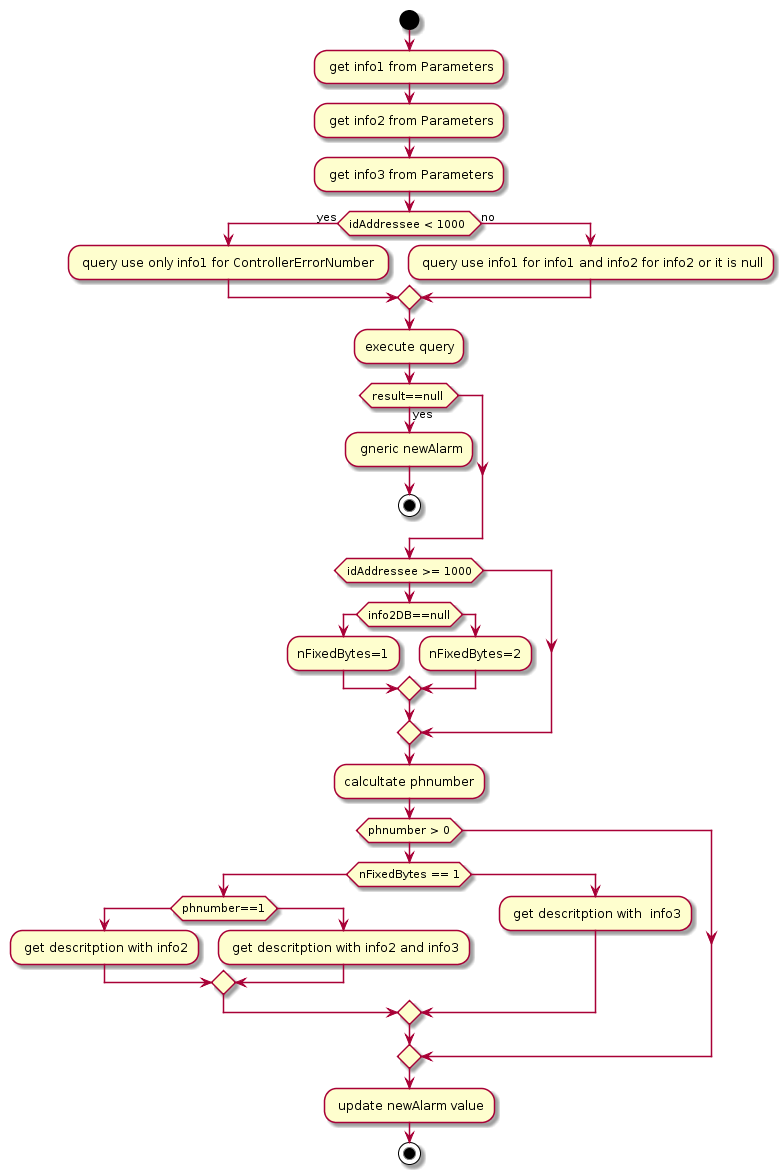 get info1 from Parameters
get info2 from Parameters
get info3 from Parameters
yes
idAddressee < 1000
no
query use only info1 for ControllerErrorNumber
query use info1 for info1 and info2 for info2 or it is null
execute query
result==null
yes
gneric newAlarm
idAddressee >= 1000
info2DB==null
nFixedBytes=1
nFixedBytes=2
calcultate phnumber
phnumber > 0
nFixedBytes == 1
phnumber==1
get descritption with info3
get descritption with info2
get descritption with info2 and info3
update newAlarm value